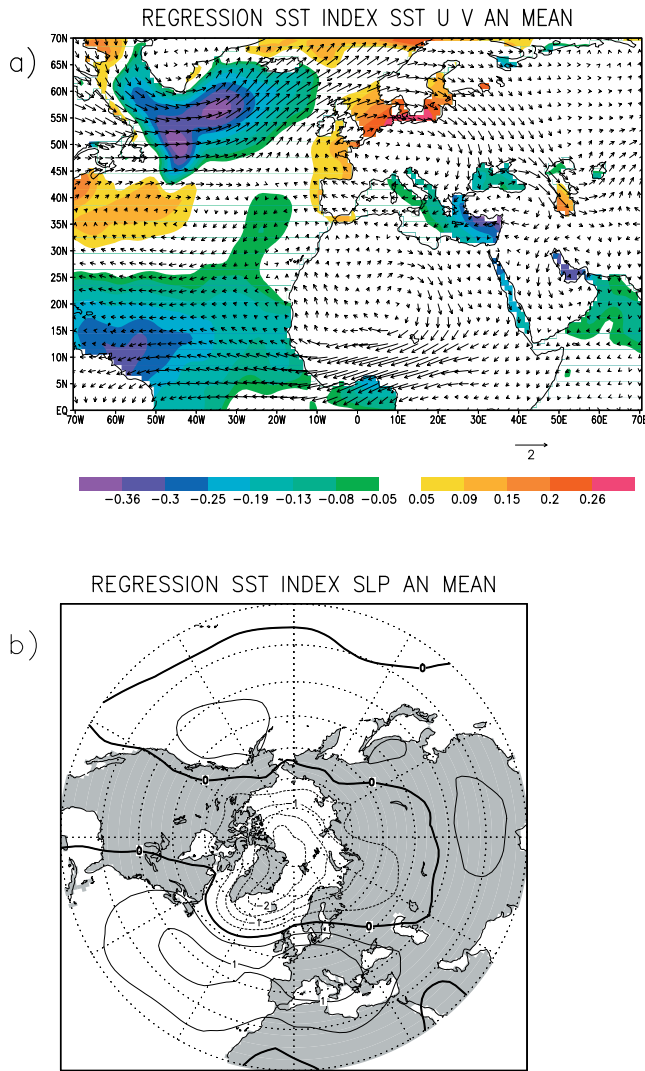 REGRESSION SST INDEX SST U V AN MEAN
a)
70N
65N
60N
55N
50N
45N
40N
35N
30N
25N
20N
15N
10N
5N
EQ
70W 60W 50W 40W 30W 20W 10W 0 10E 20E 30E 40E 50E 60E 70E
2
-0.36 -0.3 -0.25 -0.19 -0.13 -0.08 -0.05 0.05 0.09 0.15 0.2 0.26
REGRESSION SST INDEX SLP AN MEAN
b)
0
0
0
0
0
-2
1
1